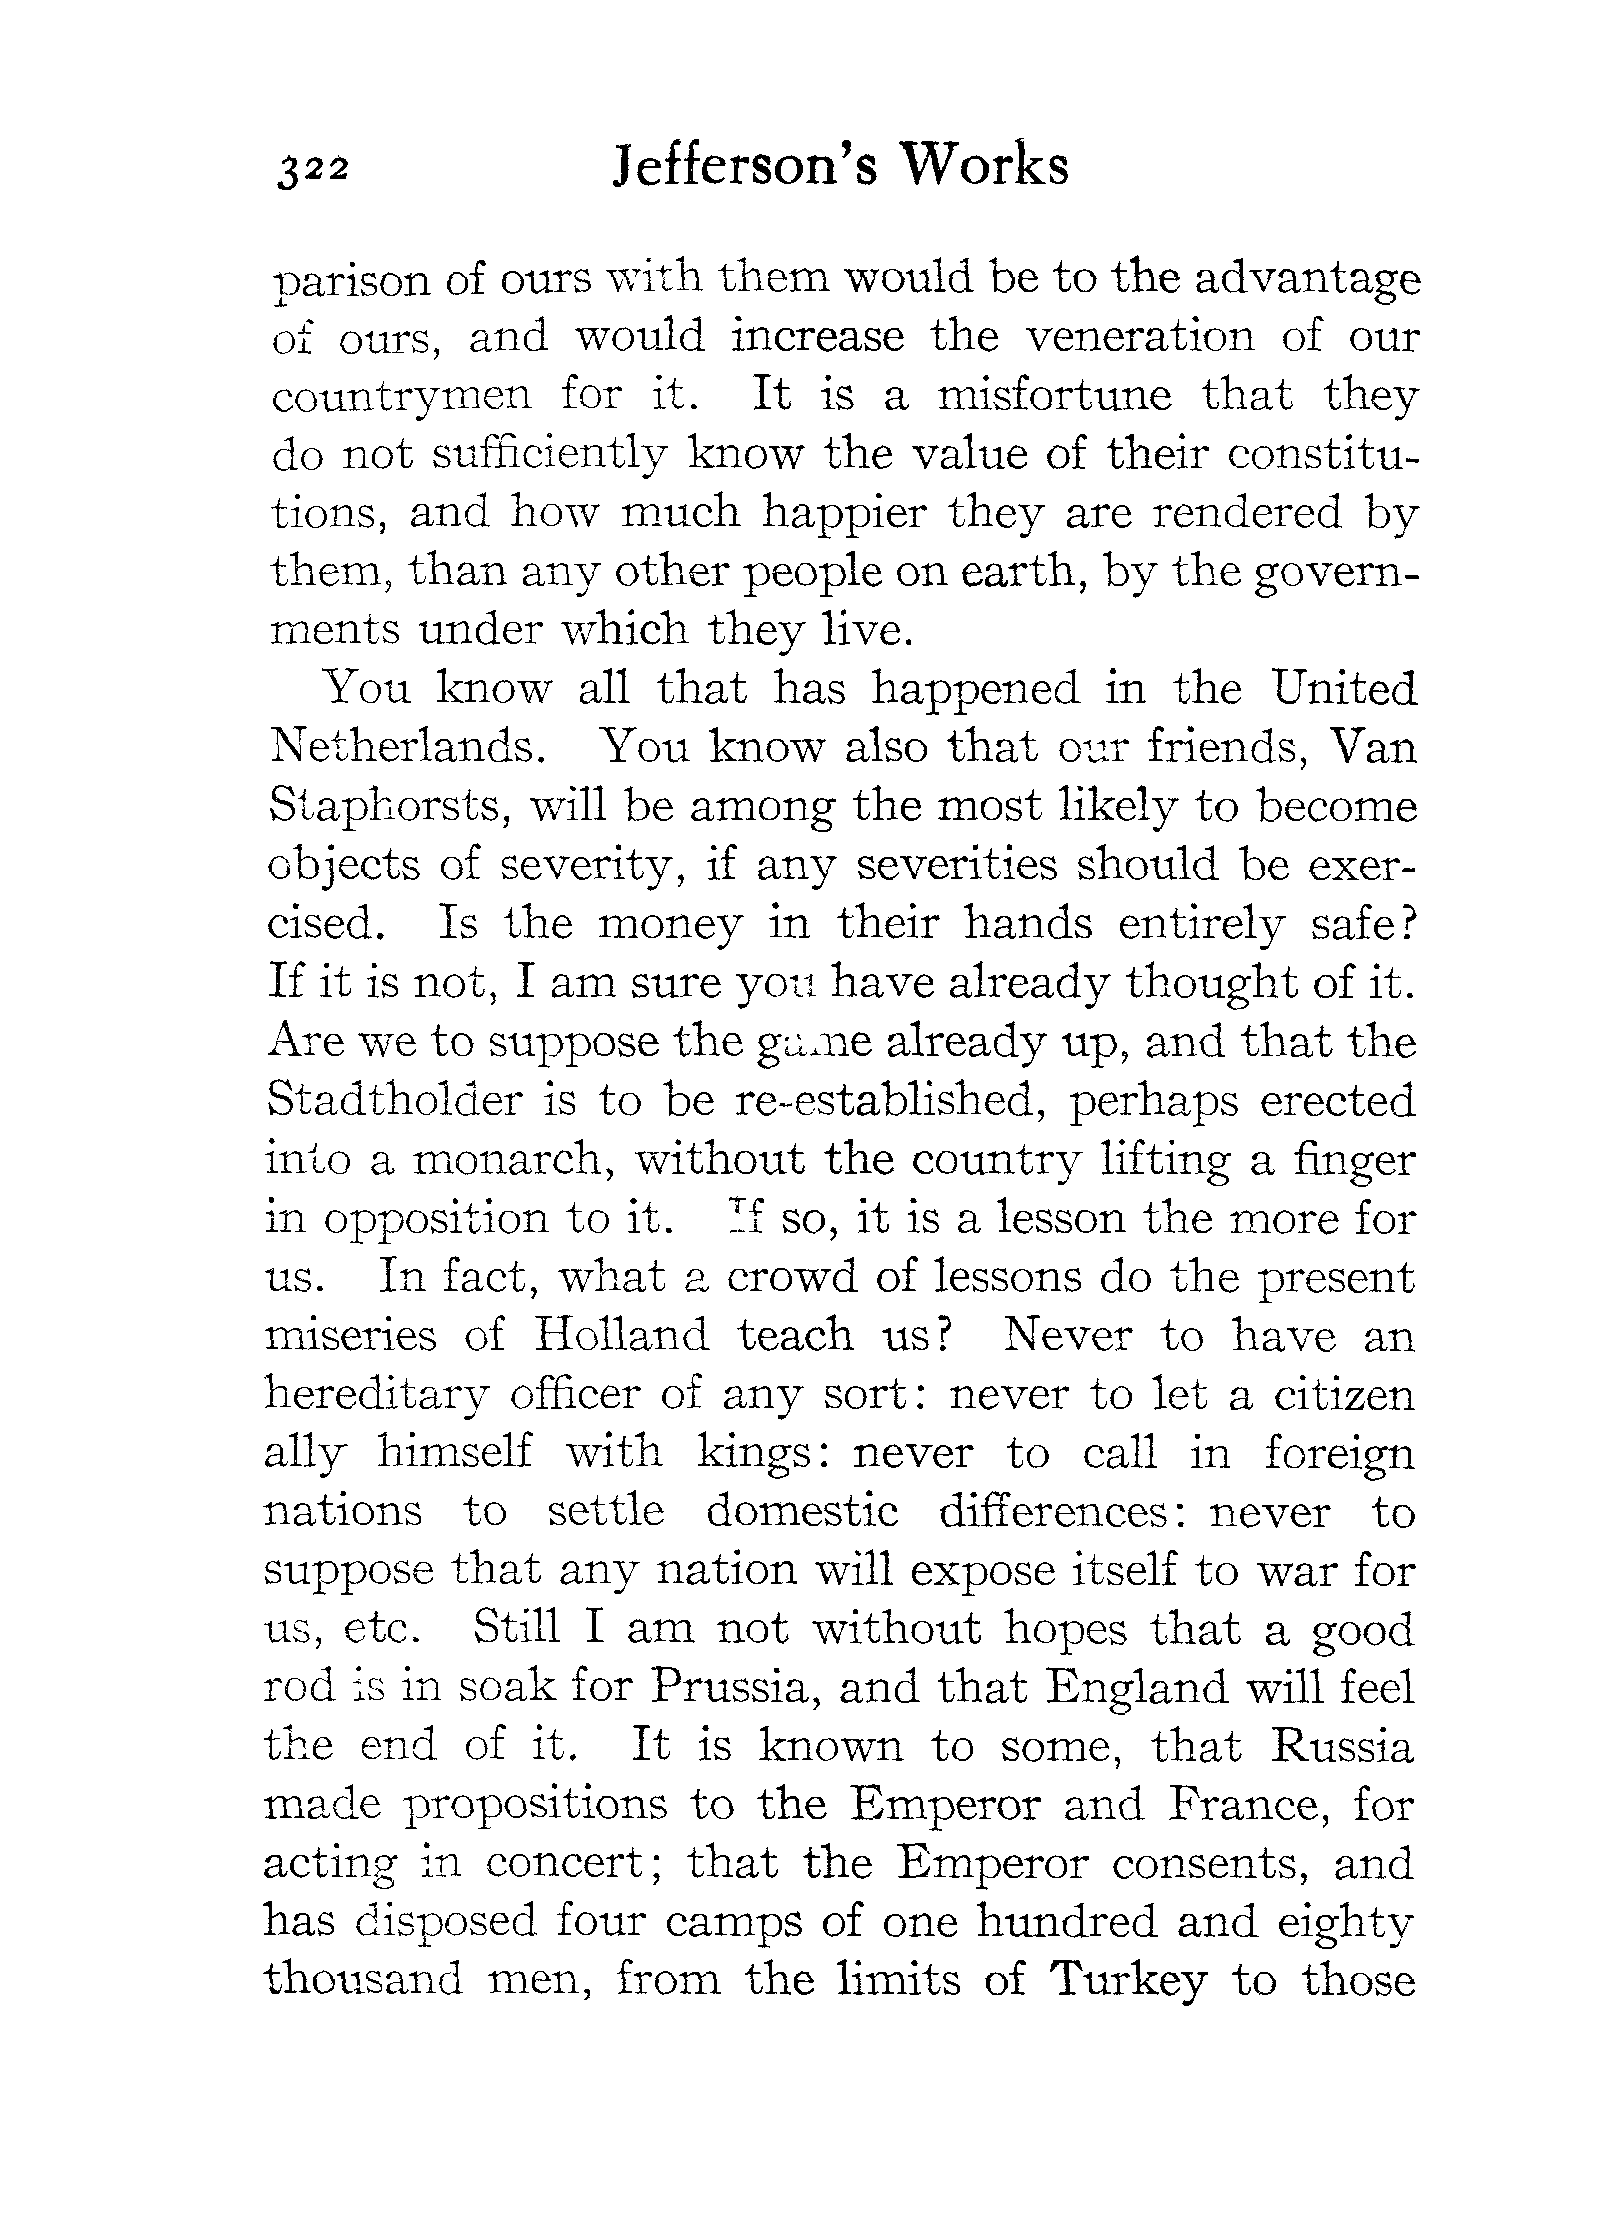 322 Jefferson's Works
parison of ours with them would be to the advantage
of ours, and would increase the veneration of our
countrymen for it. It is a misfortune that they
do not sufficiently know the value of their constitu-
tions, and how much happier they are rendered by
them, than any other people on earth, by the govern-
ments under which they live.
You know all that has happened in the United
Netherlands. You know also that our friends, Van
Staphorsts, will be among the most likely to become
objects of severity, if any severities should be exer-
cised. Is the money in their hands entirely safe?
If it is not, I am sure you have already thought of it.
Are we to suppose the game already up, and that the
Stadtholder is to be re-established, perhaps erected
into a monarch, without the country lifting a finger
in opposition to it. If so, it is a lesson the more for
us. In fact, what a crowd of lessons do the present
miseries of Holland teach us? Never to have an
hereditary officer of any sort: never to let a citizen
ally himself with kings: never to call in foreign
nations to settle domestic differences: never to
suppose that any nation will expose itself to war for
us, etc. Still I am not without hopes that a good
rod is in soak for Prussia, and that England will feel
the end of it. It is known to some, that Russia
made propositions to the Emperor and France, for
acting in concert; that the Emperor consents, and
has disposed four camps of one hundred and eighty
thousand men, from the limits of Turkey to those